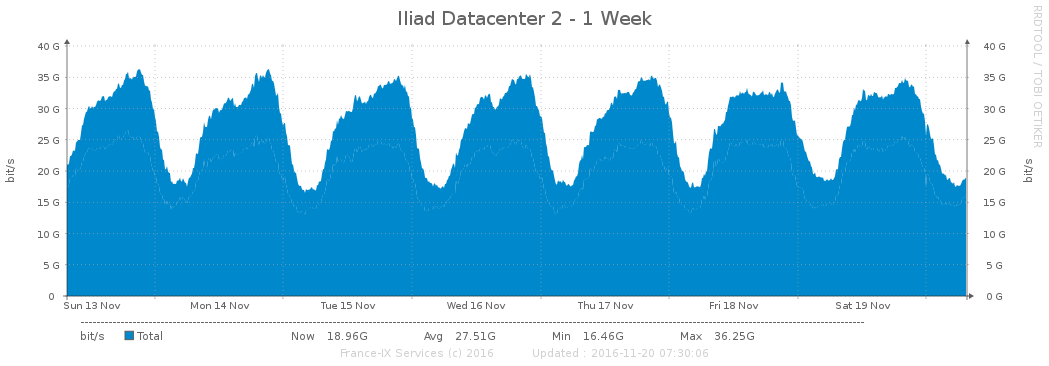 Iliad Datacenter 2 - 1 Week
RRDTOOL / TOBI OETIKER
40 G 40 G
35 G 35 G
30 G 30 G
25 G 25 G
20 G 20 G
15 G 15 G
10 G 10 G
5 G 5 G
0 0 G
bit/s bit/s
Sun 13 Nov Mon 14 Nov Tue 15 Nov Wed 16 Nov Thu 17 Nov Fri 18 Nov Sat 19 Nov
bit/s Total Now 18.96G Avg 27.51G Min 16.46G Max 36.25G
France-IX Services (c) 2016 Updated : 2016-11-20 07:30:06